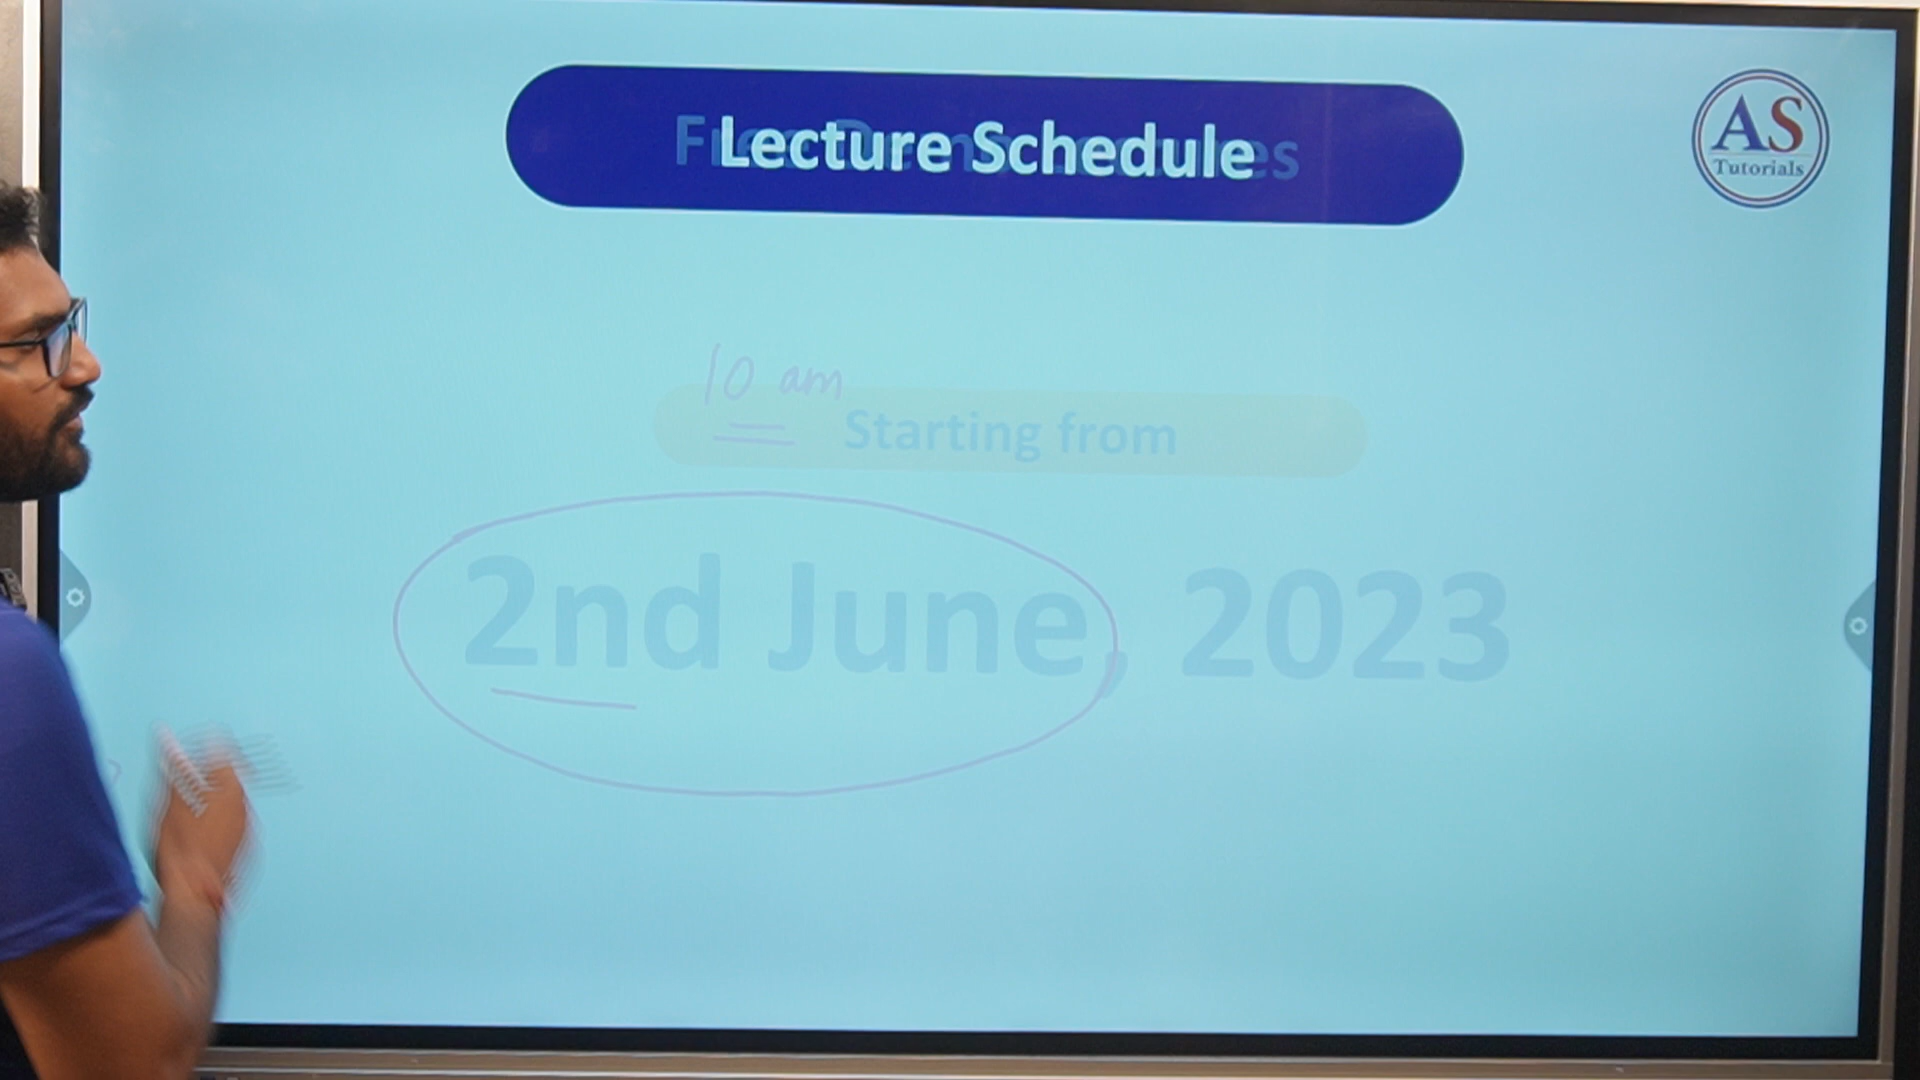 Lecture Schedule
AS
Tutorials
10 am
Starting from
2nd June, 2023